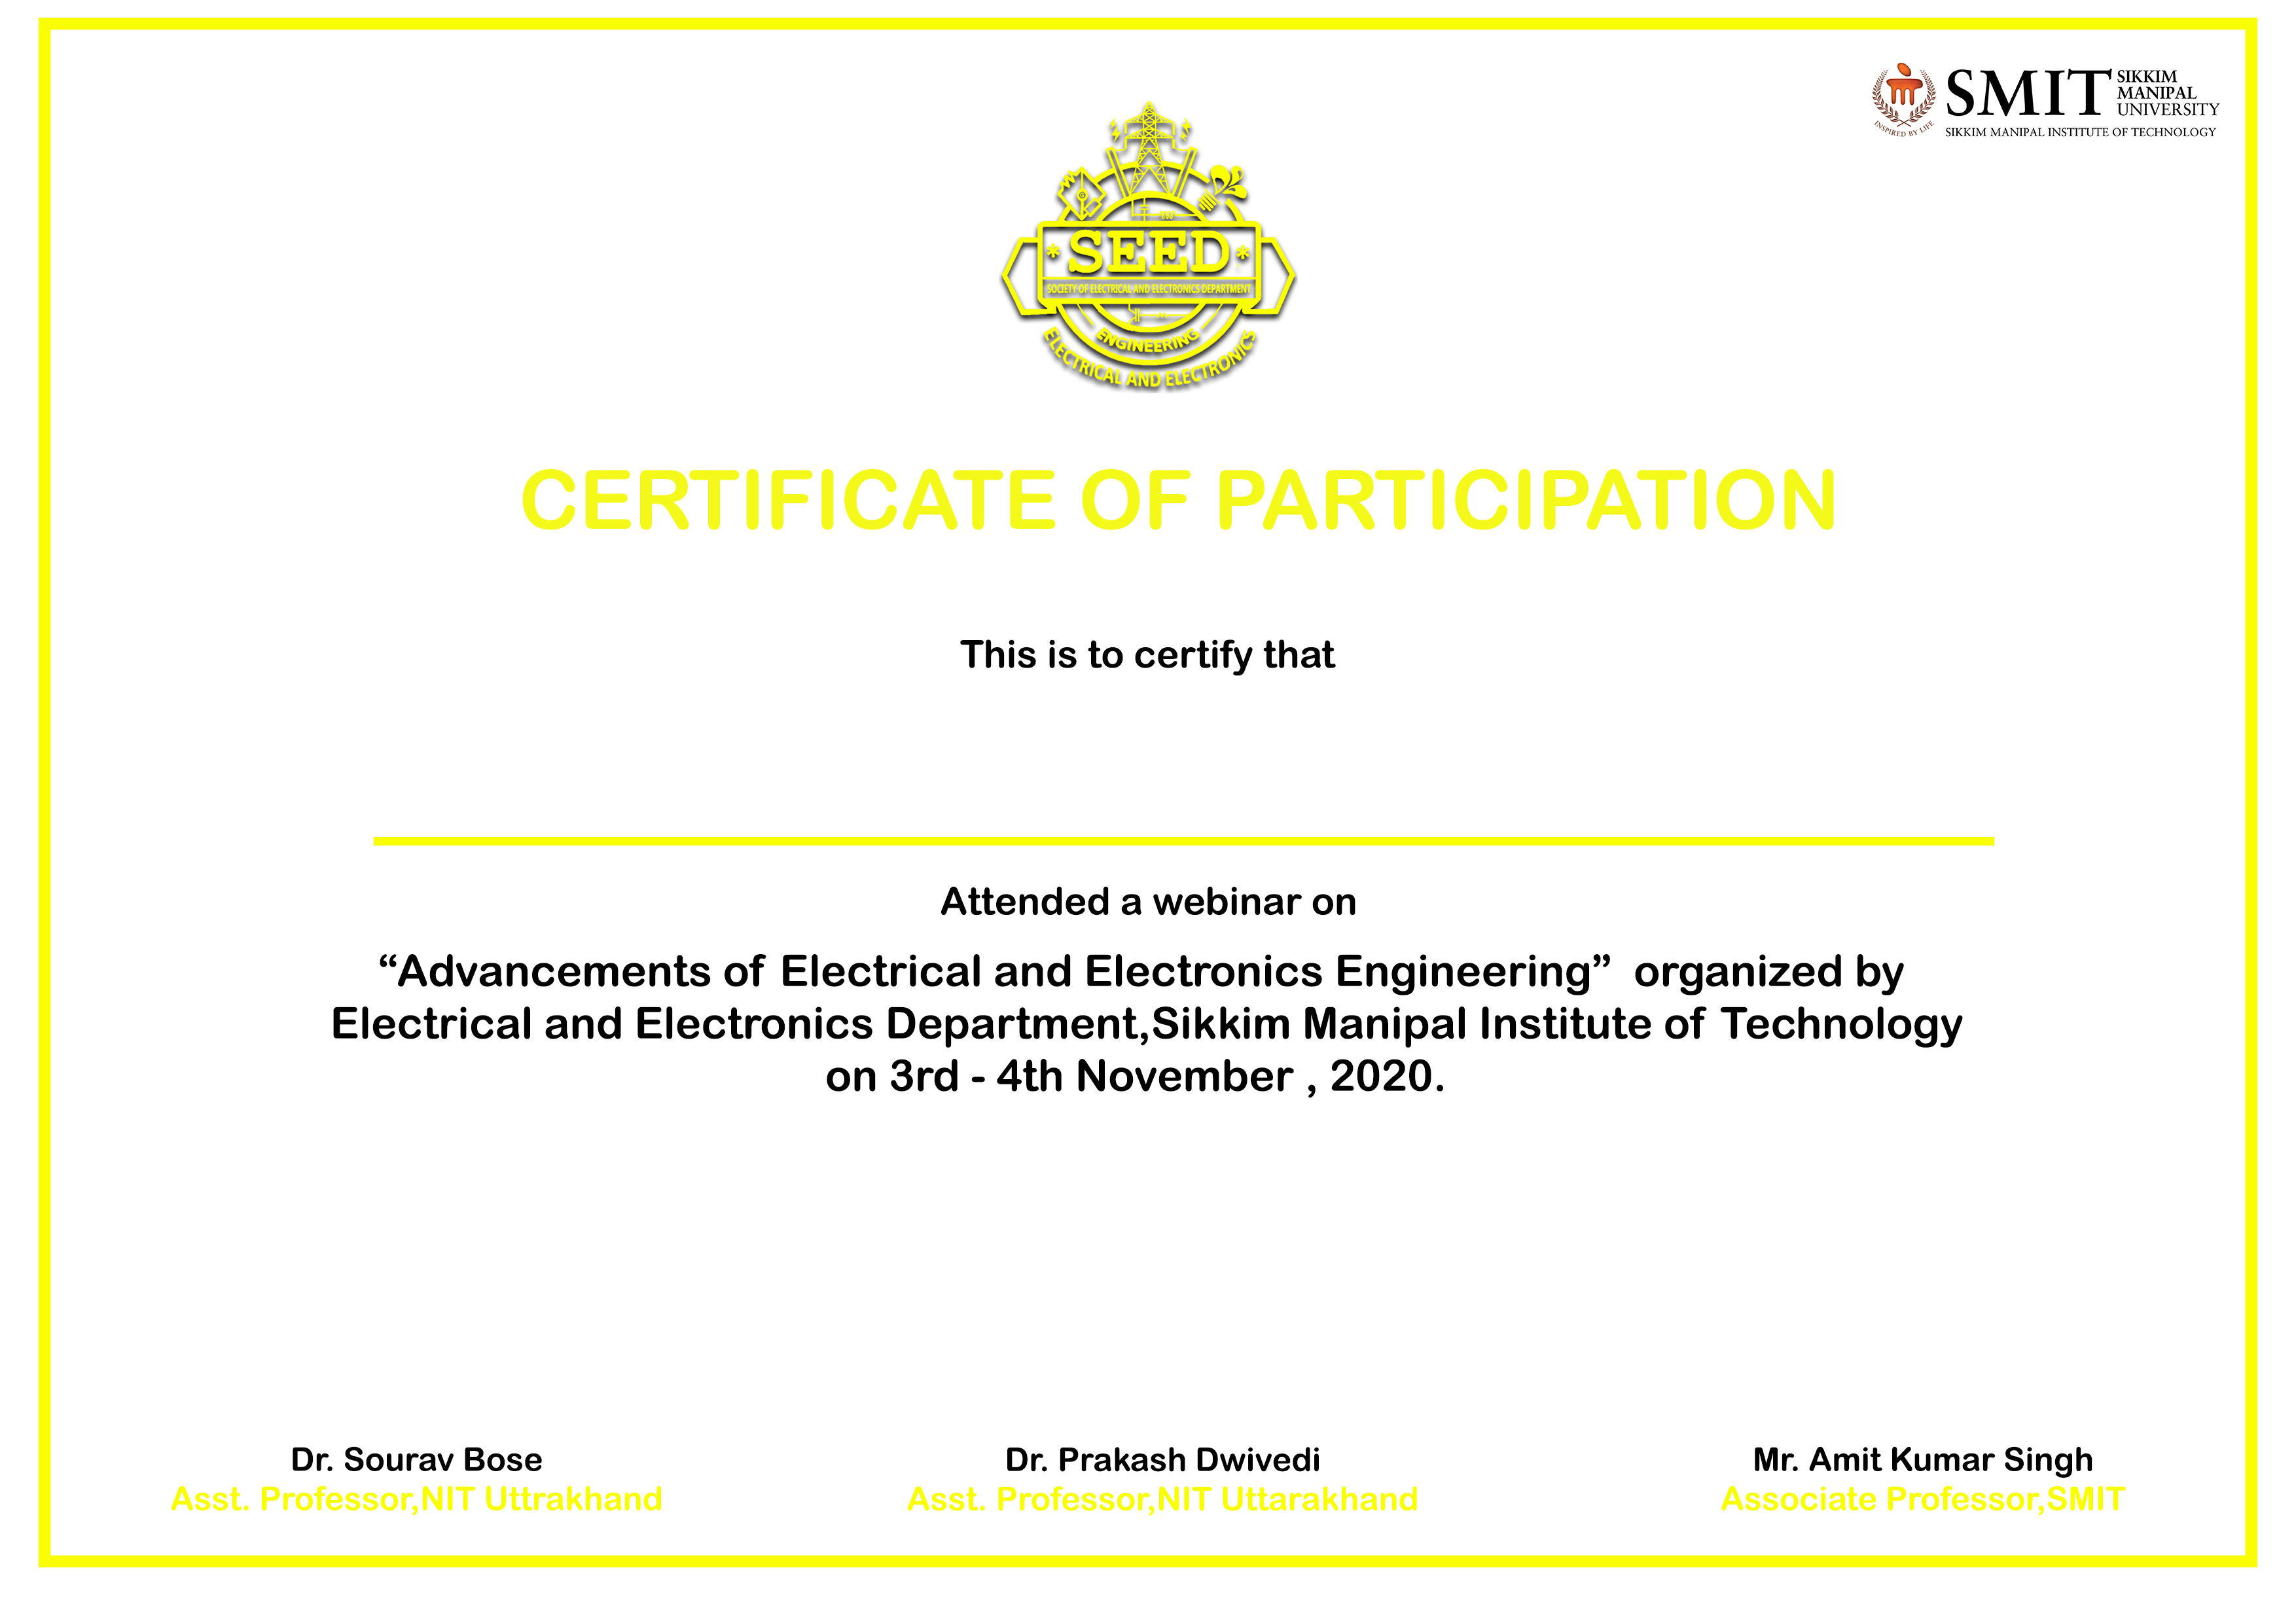 SMIT SIKKIM
MANIPAL
UNIVERSITY
INSPIRED BY LIFE
SIKKIM MANIPAL INSTITUTE OF TECHNOLOGY
* SEED *
SOCIETY OF ELECTRICAL AND ELECTRONICS DEPARTMENT
ENGINEERING
ELECTRICAL AND ELECTRONICS
CERTIFICATE OF PARTICIPATION
This is to certify that
Attended a webinar on
“Advancements of Electrical and Electronics Engineering” organized by
Electrical and Electronics Department,Sikkim Manipal Institute of Technology
on 3rd - 4th November , 2020.
Dr. Sourav Bose
Asst. Professor,NIT Uttrakhand
Dr. Prakash Dwivedi
Asst. Professor,NIT Uttarakhand
Mr. Amit Kumar Singh
Associate Professor,SMIT